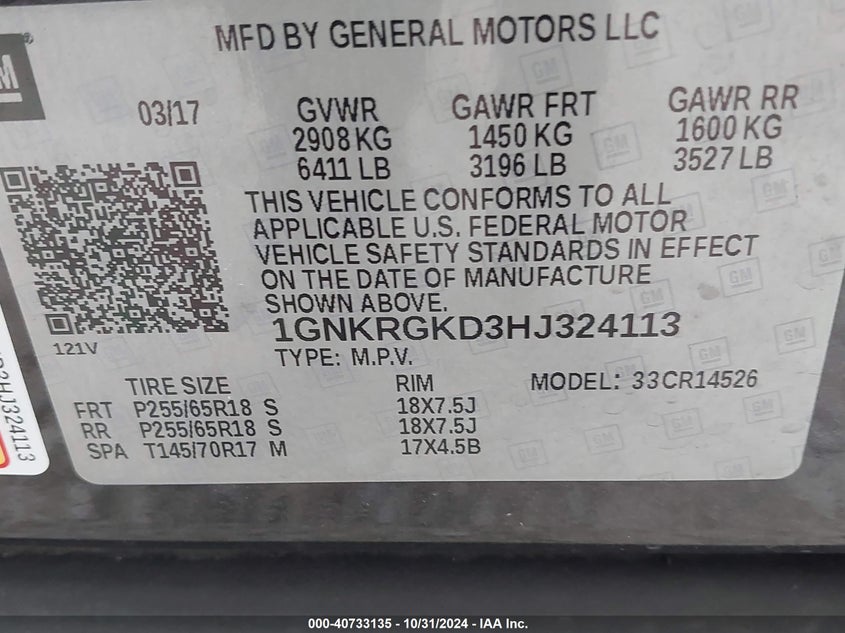 MFD BY GENERAL MOTORS LLC
GM ®
03/17 GVWR GAWR FRT GAWR RR
2908 KG 1450 KG 1600 KG
6411 LB 3196 LB 3527 LB
THIS VEHICLE CONFORMS TO ALL
APPLICABLE U.S. FEDERAL MOTOR
VEHICLE SAFETY STANDARDS IN EFFECT
ON THE DATE OF MANUFACTURE
SHOWN ABOVE.
1GNKRGKD3HJ324113
121V
TYPE: M.P.V.
TIRE SIZE RIM MODEL: 33CR14526
FRT P255/65R18 S 18X7.5J
RR P255/65R18 S 18X7.5J
SPA T145/70R17 M 17X4.5B
3HJ324113
000-40733135 - 10/31/2024 - IAA Inc.